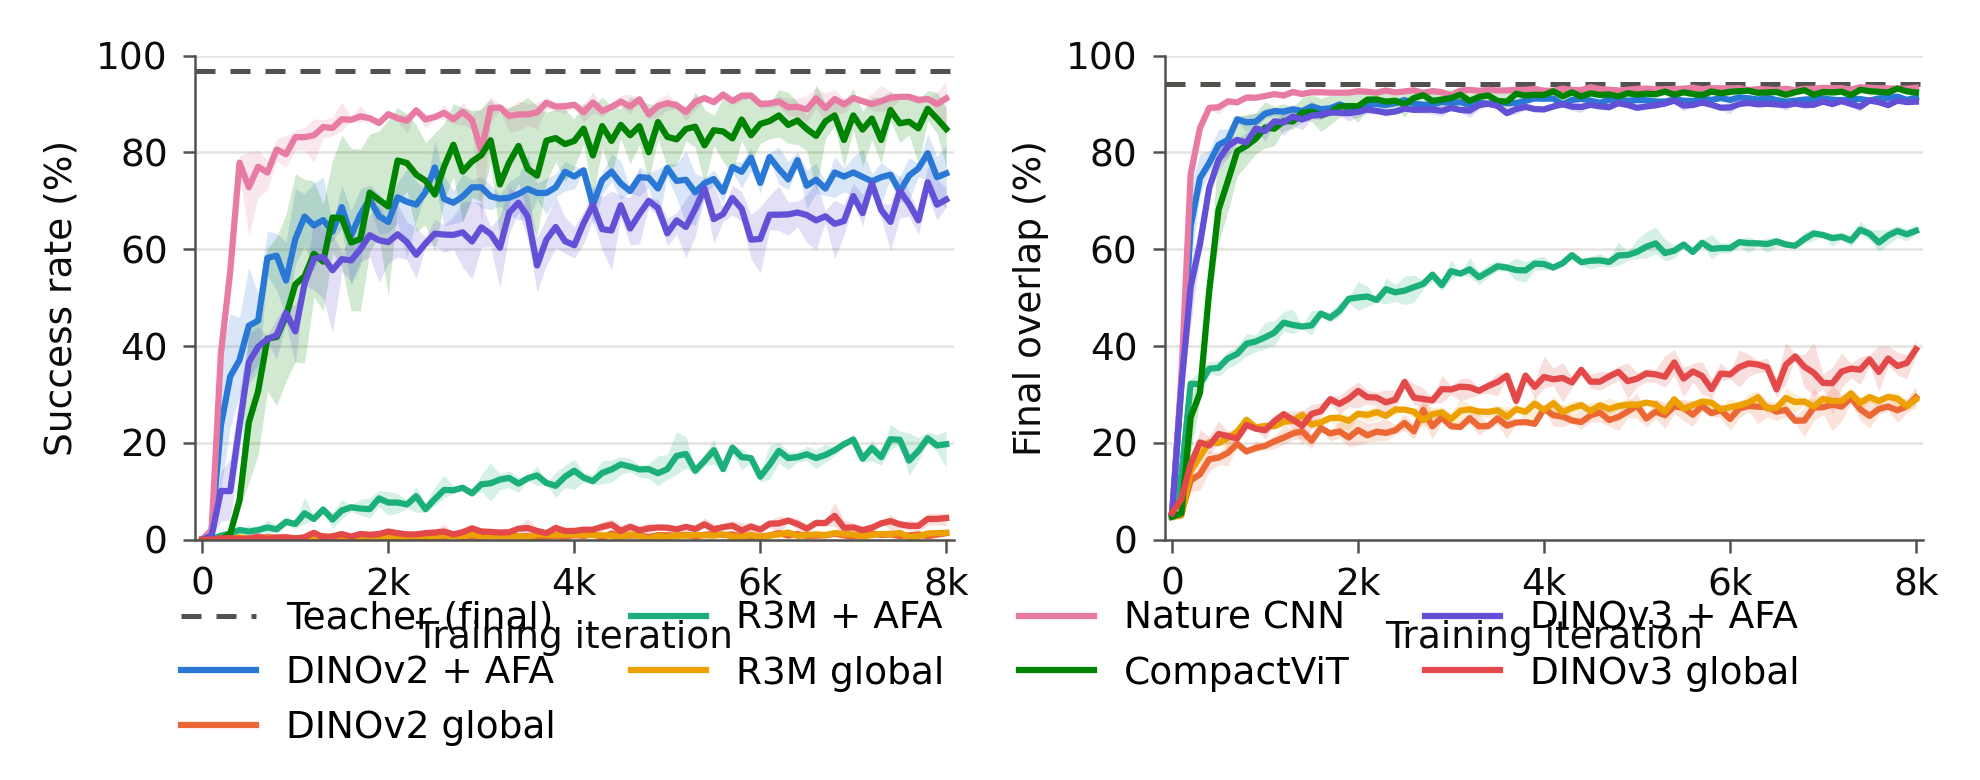 100
80
60
40
20
0
Success rate (%)
0 2k 4k 6k 8k
Training iteration
100
80
60
40
20
0
Final overlap (%)
0 2k 4k 6k 8k
Training iteration
Teacher (final) R3M + AFA Nature CNN DINOv3 + AFA
DINOv2 + AFA R3M global CompactViT DINOv3 global
DINOv2 global